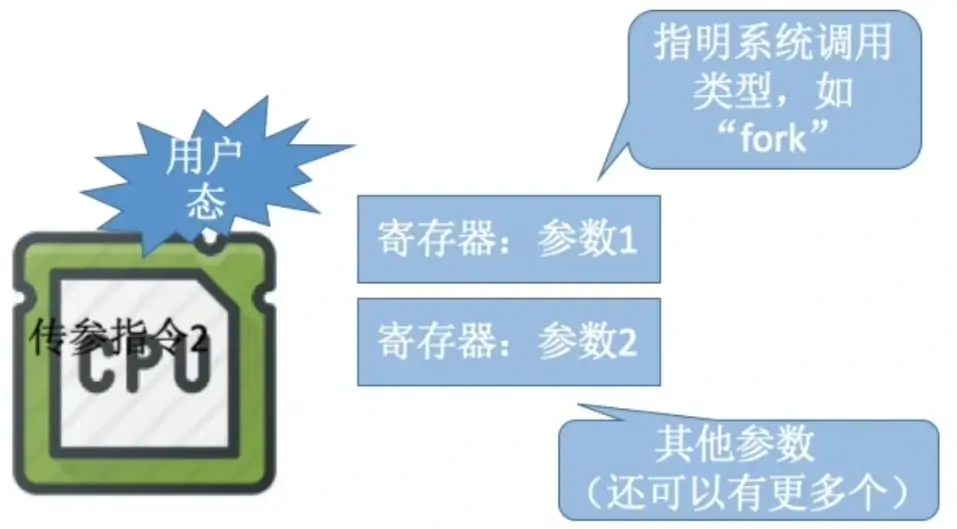 指明系统调用
类型，如
“fork”
用户
态
寄存器：参数1
传参指令2
CPU
寄存器：参数2
其他参数
（还可以有更多个）